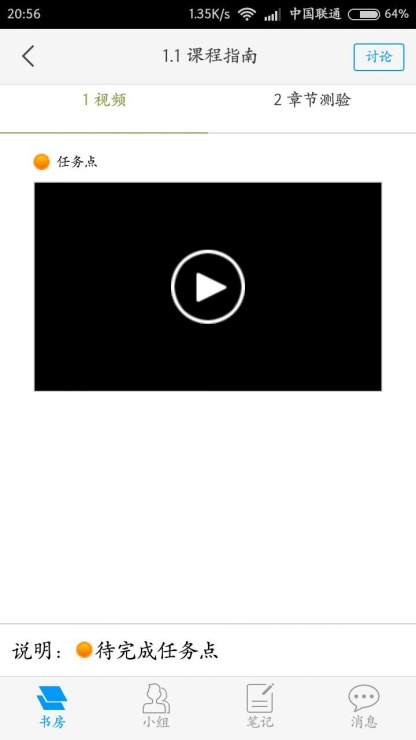 20:56 1.35K/s 中国联通 64%
1.1 课程指南 讨论
1 视频 2 章节测验
任务点
说明：待完成任务点
书房 小组 笔记 消息